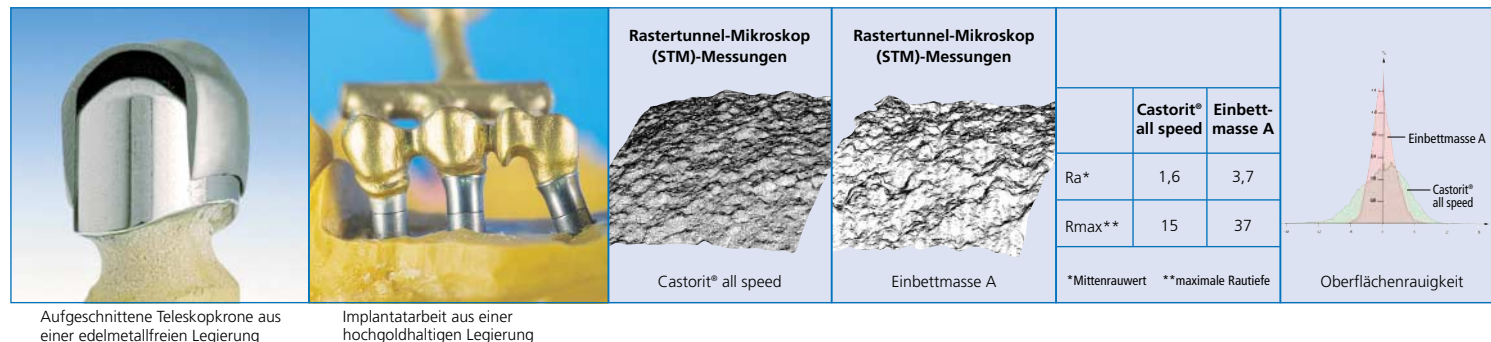 Rastertunnel-Mikroskop
(STM)-Messungen
Castorit® all speed
Rastertunnel-Mikroskop
(STM)-Messungen
Einbettmasse A
Castorit®
all speed
Einbett-
masse A
Ra*
1,6
3,7
Rmax**
15
37
*Mittenrauwert **maximale Rautiefe
Einbettmasse A
Castorit®
all speed
Oberflächenrauigkeit
Aufgeschnittene Teleskopkrone aus
einer edelmetallfreien Legierung
Implantatarbeit aus einer
hochgoldhaltigen Legierung